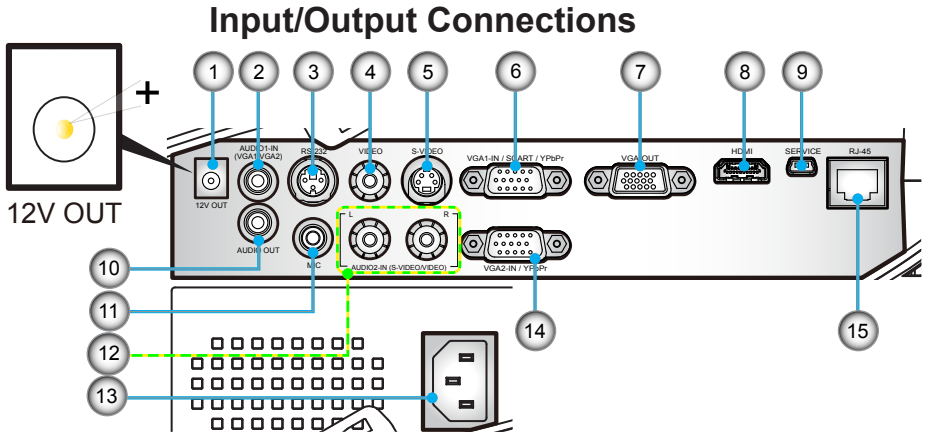 Input/Output Connections
1 2 3 4 5 6 7 8 9
+
12V OUT
AUDIO1-IN
(VGA1/VGA2)
RS-232
VIDEO
S-VIDEO
VGA1-IN / SCART / YPbPr
VGA OUT
HDMI
SERVICE
RJ-45
12V OUT
L
R
AUDIO OUT
MIC
AUDIO2-IN (S-VIDEO/VIDEO)
VGA2-IN / YPbPr
10
11
12
13
14
15